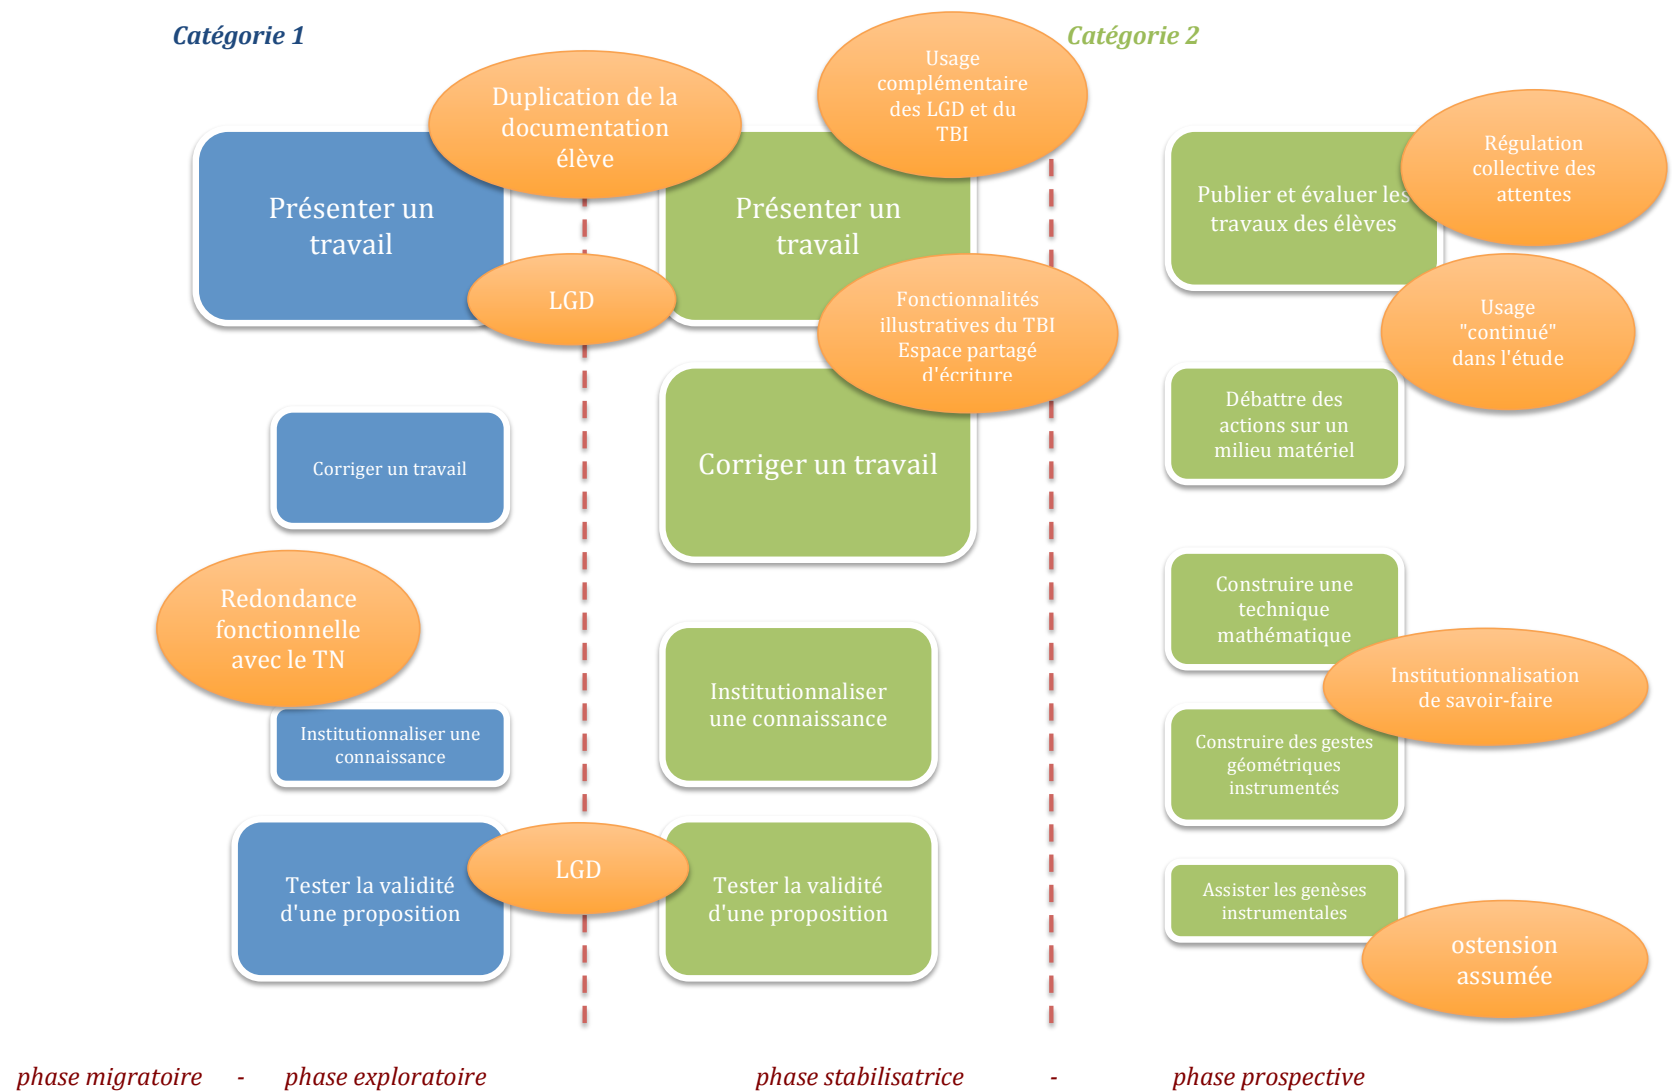 Catégorie 1
Catégorie 2
Duplication de la
documentation
élève
Usage
complémentaire
des LGD et du
TBI
Régulation
collective des
attentes
Présenter un
travail
Présenter un
travail
Publier et évaluer les
travaux des élèves
LGD
Fonctionnalités
illustratives du TBI
Espace partagé
d'écriture
Usage
"continué"
dans l'étude
Corriger un travail
Corriger un travail
Débattre des
actions sur un
milieu matériel
Redondance
fonctionnelle
avec le TN
Construire une
technique
mathématique
Institutionnaliser
une connaissance
Institutionnalisation
de savoir-faire
Institutionnaliser une
connaissance
Construire des gestes
géométriques
instrumentés
Tester la validité
d'une proposition
LGD
Tester la validité
d'une proposition
Assister les genèses
instrumentales
ostension
assumée
phase migratoire - phase exploratoire phase stabilisatrice - phase prospective